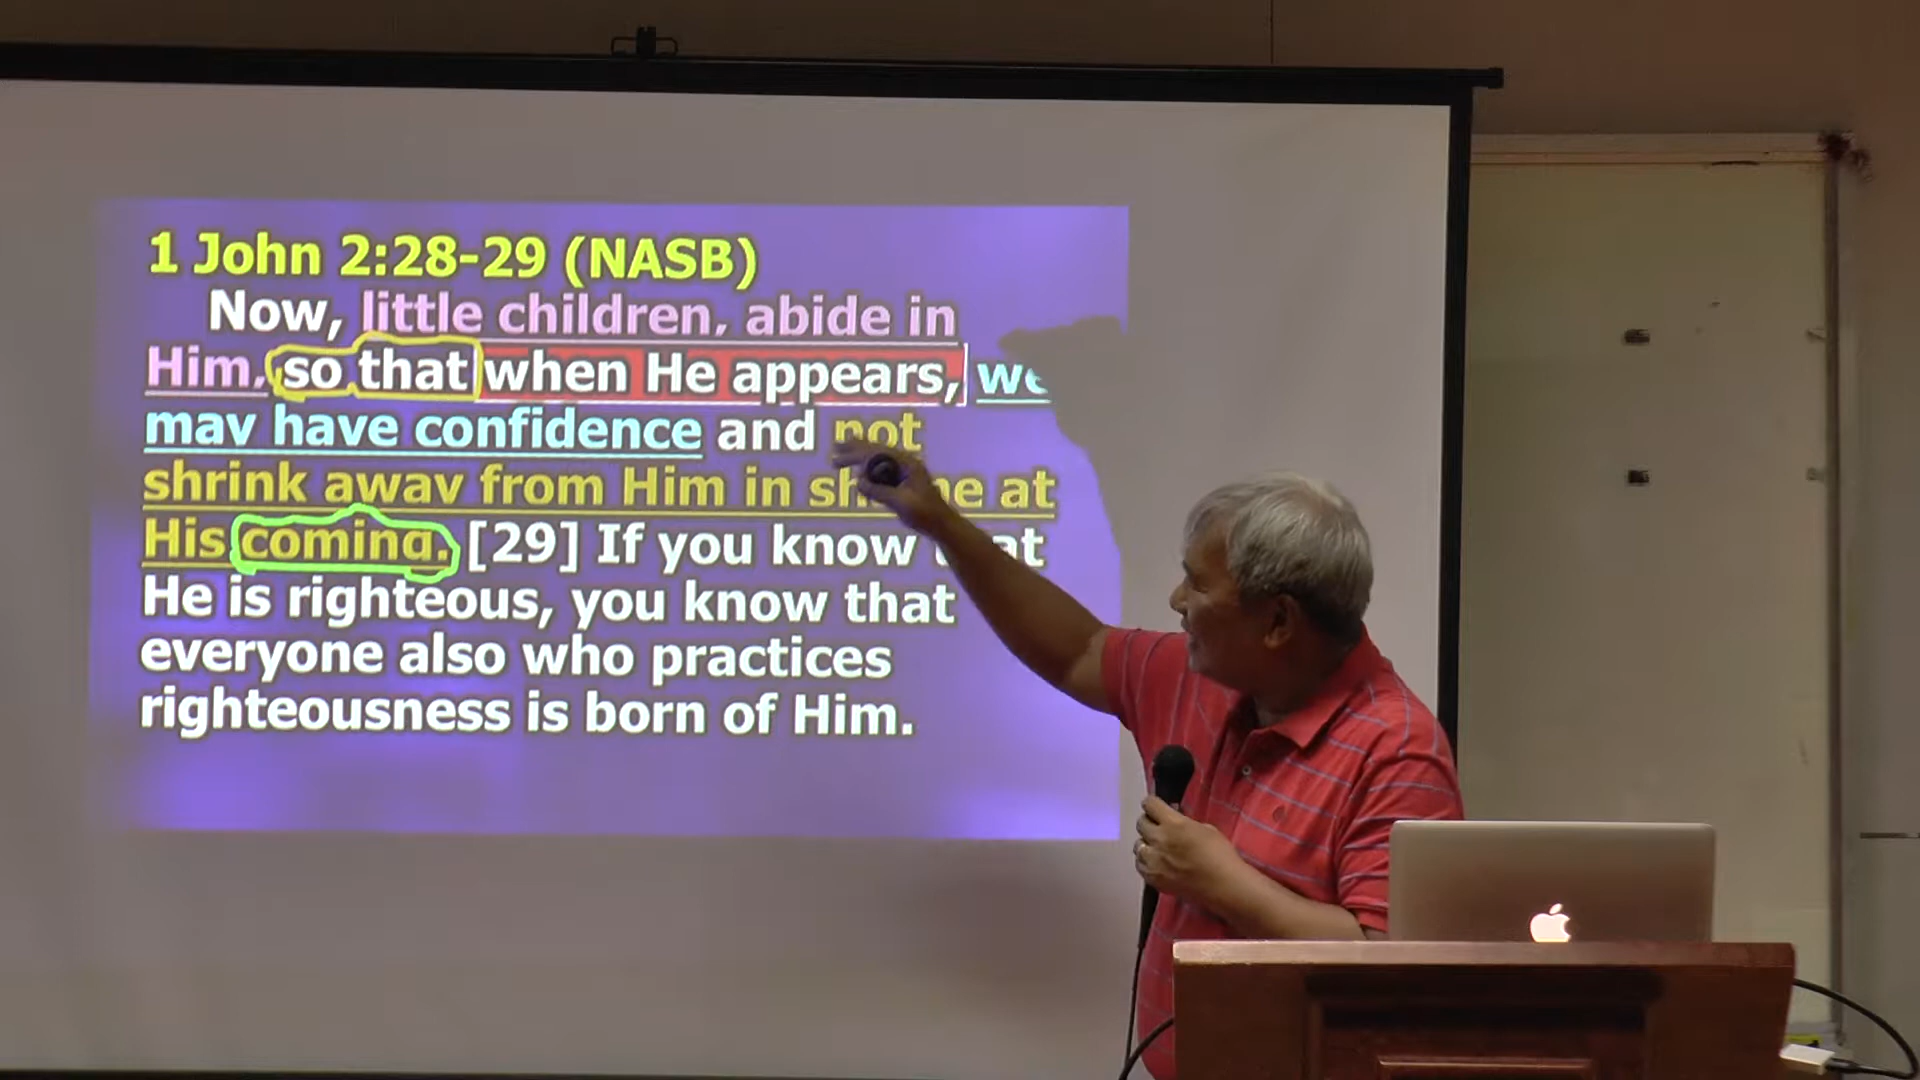 1 John 2:28-29 (NASB)
Now, little children, abide in
Him, so that when He appears, we
may have confidence and not
shrink away from Him in at
His coming. [29] If you know
He is righteous, you know that
everyone also who practices
righteousness is born of Him.